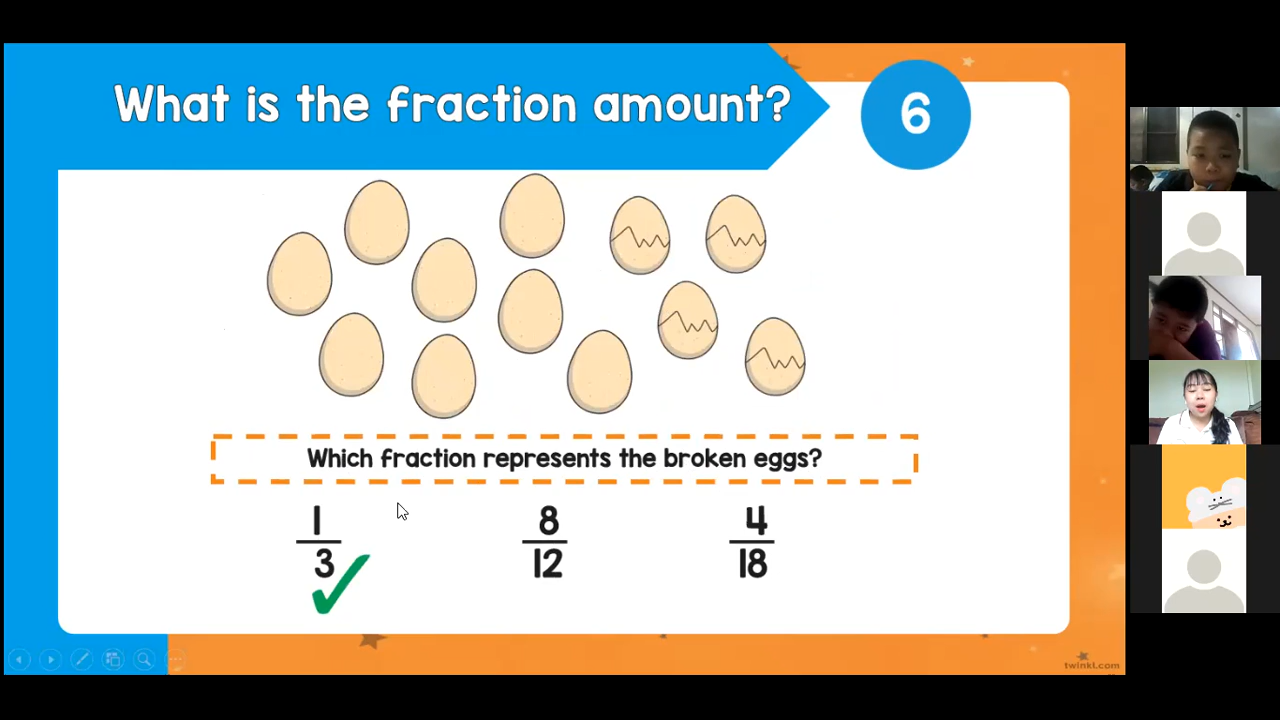 What is the fraction amount?
6
Which fraction represents the broken eggs?
1
3
8
12
4
18
twinkl.com